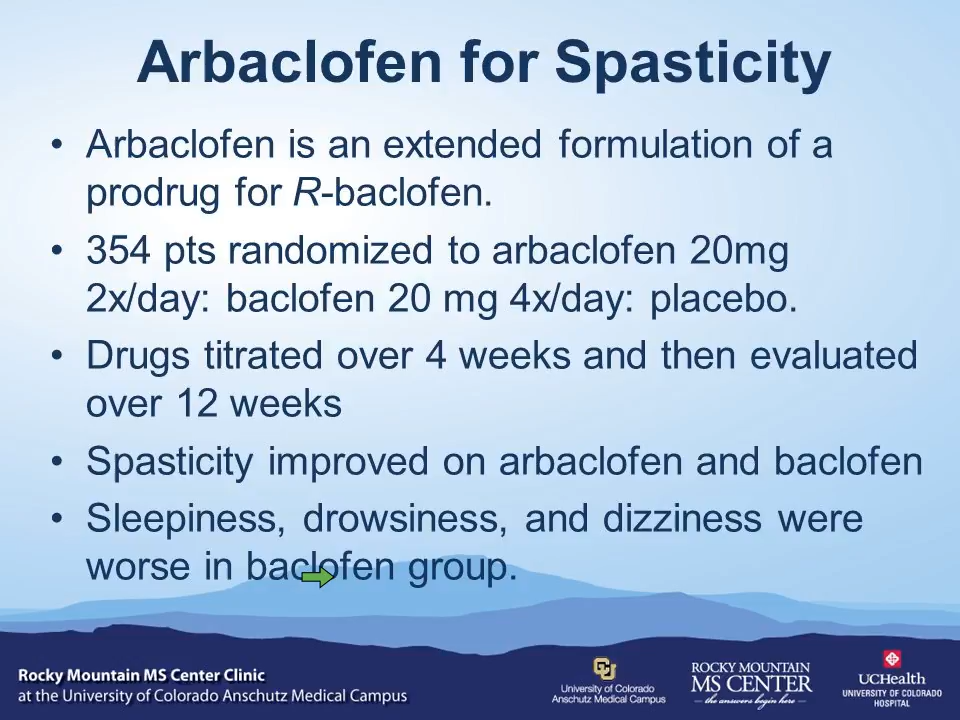 Arbaclofen for Spasticity
• Arbaclofen is an extended formulation of a
prodrug for R-baclofen.
• 354 pts randomized to arbaclofen 20mg
2x/day: baclofen 20 mg 4x/day: placebo.
• Drugs titrated over 4 weeks and then evaluated
over 12 weeks
• Spasticity improved on arbaclofen and baclofen
• Sleepiness, drowsiness, and dizziness were
worse in baclofen group.
Rocky Mountain MS Center Clinic
at the University of Colorado Anschutz Medical Campus
CU
University of Colorado
Anschutz Medical Campus
ROCKY MOUNTAIN
MS CENTER
the answers begin here
UCHealth
UNIVERSITY OF COLORADO
HOSPITAL